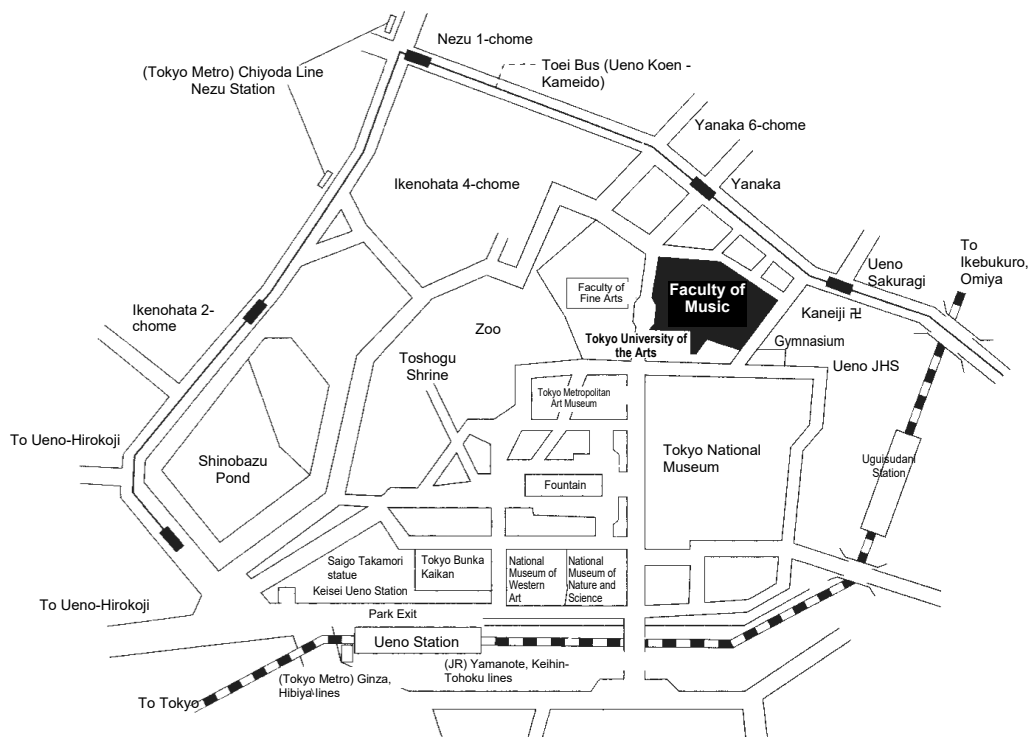 Nezu 1-chome
(Tokyo Metro) Chiyoda Line
Nezu Station
Toei Bus (Ueno Koen -
Kameido)
Yanaka 6-chome
Ikenohata 4-chome
Yanaka
To
Ikebukuro,
Omiya
Ueno
Sakuragi
Faculty of
Fine Arts
Faculty of
Music
Ikenohata 2-
chome
Kaneiji 卍
Zoo
Tokyo University of
the Arts
Gymnasium
Toshogu
Shrine
Ueno JHS
Tokyo Metropolitan
Art Museum
To Ueno-Hirokoji
Shinobazu
Pond
Tokyo National
Museum
Uguisudani
Station
Fountain
Saigo Takamori
statue
Keisei Ueno Station
Tokyo Bunka
Kaikan
National
Museum of
Western
Art
National
Museum of
Nature and
Science
To Ueno-Hirokoji
Park Exit
Ueno Station
(JR) Yamanote, Keihin-
Tohoku lines
(Tokyo Metro) Ginza,
Hibiya lines
To Tokyo